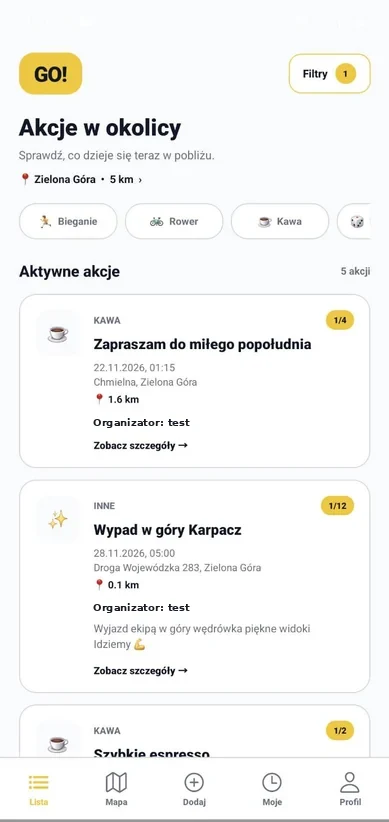 GO!
Filtry 1
Akcje w okolicy
Sprawdź, co dzieje się teraz w pobliżu.
Zielona Góra • 5 km ›
Bieganie
Rower
Kawa
Aktywne akcje
5 akcji
KAWA
1/4
Zapraszam do miłego popołudnia
22.11.2026, 01:15
Chmielna, Zielona Góra
1.6 km
Organizator: test
Zobacz szczegóły →
INNE
1/12
Wypad w góry Karpacz
28.11.2026, 05:00
Droga Wojewódzka 283, Zielona Góra
0.1 km
Organizator: test
Wyjazd ekipą w góry wędrówka piękne widoki
Idziemy 💪
Zobacz szczegóły →
KAWA
1/2
Szybkie espresso
Lista
Mapa
Dodaj
Moje
Profil